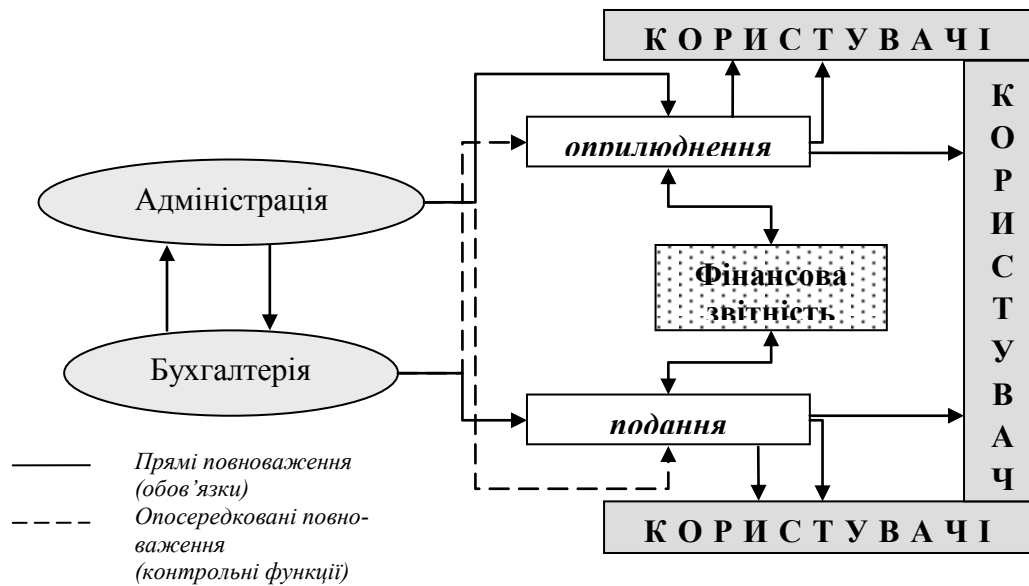 К О Р И С Т У В А Ч І
К О Р И С Т У В А Ч
оприлюднення
Адміністрація
Фінансова
звітність
Бухгалтерія
подання
Прямі повноваження
(обов’язки)
Опосередковані повно-
важення
(контрольні функції)
К О Р И С Т У В А Ч І